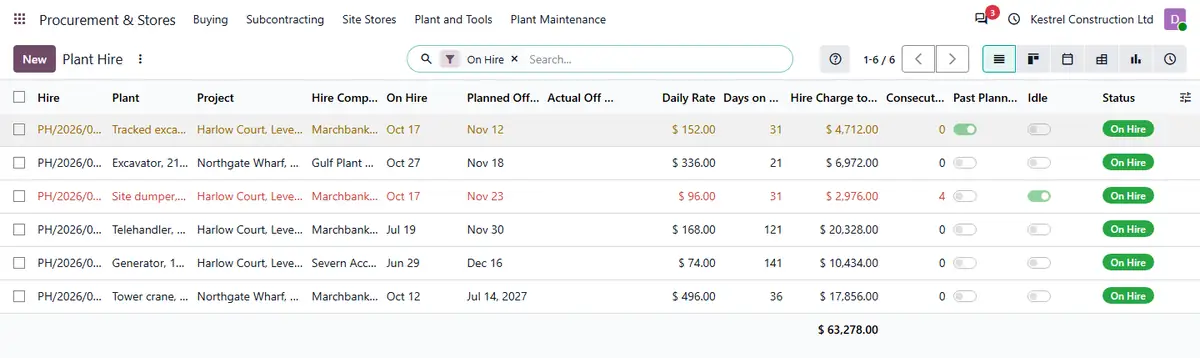 Procurement & Stores Buying Subcontracting Site Stores Plant and Tools Plant Maintenance 3 Kestrel Construction Ltd D
New Plant Hire On Hire × Search... 1-6 / 6
Hire Plant Project Hire Comp... On Hire Planned Off... Actual Off ... Daily Rate Days on ... Hire Charge to... Consecut... Past Plann... Idle Status
PH/2026/0... Tracked exca... Harlow Court, Leve... Marchbank... Oct 17 Nov 12 $ 152.00 31 $ 4,712.00 0 On Hire
PH/2026/0... Excavator, 21... Northgate Wharf, ... Gulf Plant ... Oct 27 Nov 18 $ 336.00 21 $ 6,972.00 0 On Hire
PH/2026/0... Site dumper,... Harlow Court, Leve... Marchbank... Oct 17 Nov 23 $ 96.00 31 $ 2,976.00 4 On Hire
PH/2026/0... Telehandler, ... Harlow Court, Leve... Marchbank... Jul 19 Nov 30 $ 168.00 121 $ 20,328.00 0 On Hire
PH/2026/0... Generator, 1... Harlow Court, Leve... Severn Acc... Jun 29 Dec 16 $ 74.00 141 $ 10,434.00 0 On Hire
PH/2026/0... Tower crane, ... Northgate Wharf, ... Marchbank... Oct 12 Jul 14, 2027 $ 496.00 36 $ 17,856.00 0 On Hire
$ 63,278.00